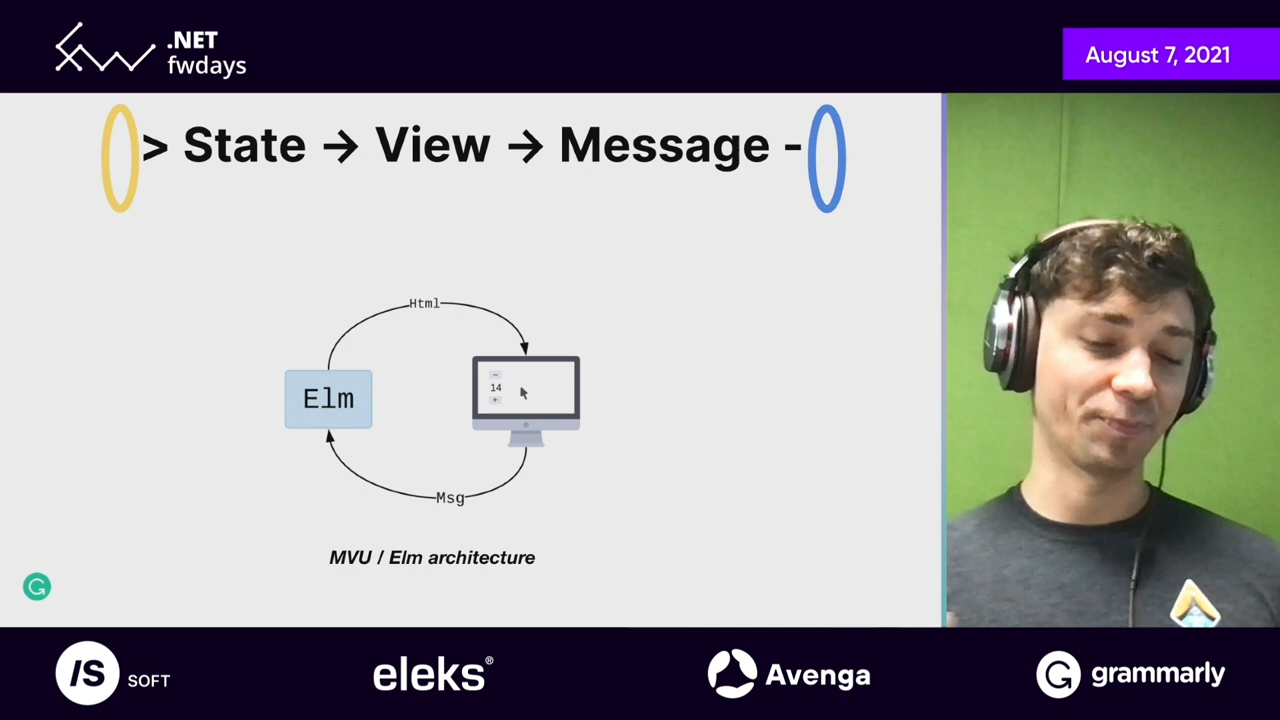 .NET
fwdays
August 7, 2021
> State → View → Message -
Html
Elm
−
14
+
Msg
MVU / Elm architecture
IS SOFT
eleks®
Avenga
grammarly